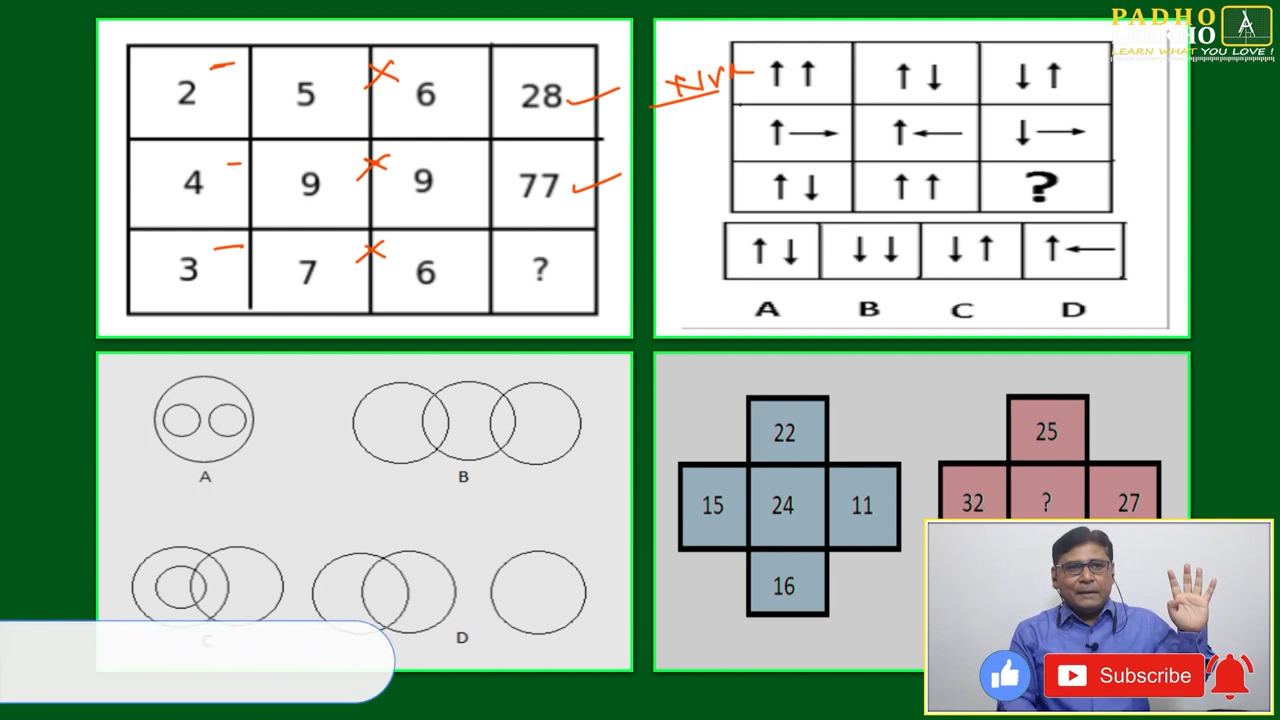 PADHO
LEEKHO
LEARN WHAT YOU LOVE !
2 - 5 × 6 28
4 - 9 × 9 77
3 - 7 × 6 ?
↑ ↑ ↑ ↓ ↓ ↑
↑ → ↑ ← ↓ →
↑ ↓ ↑ ↑ ?
↑ ↓ ↓ ↓ ↓ ↑ ↑ ←
A B C D
A B
C D
22
15 24 11
16
25
32 ? 27
Subscribe